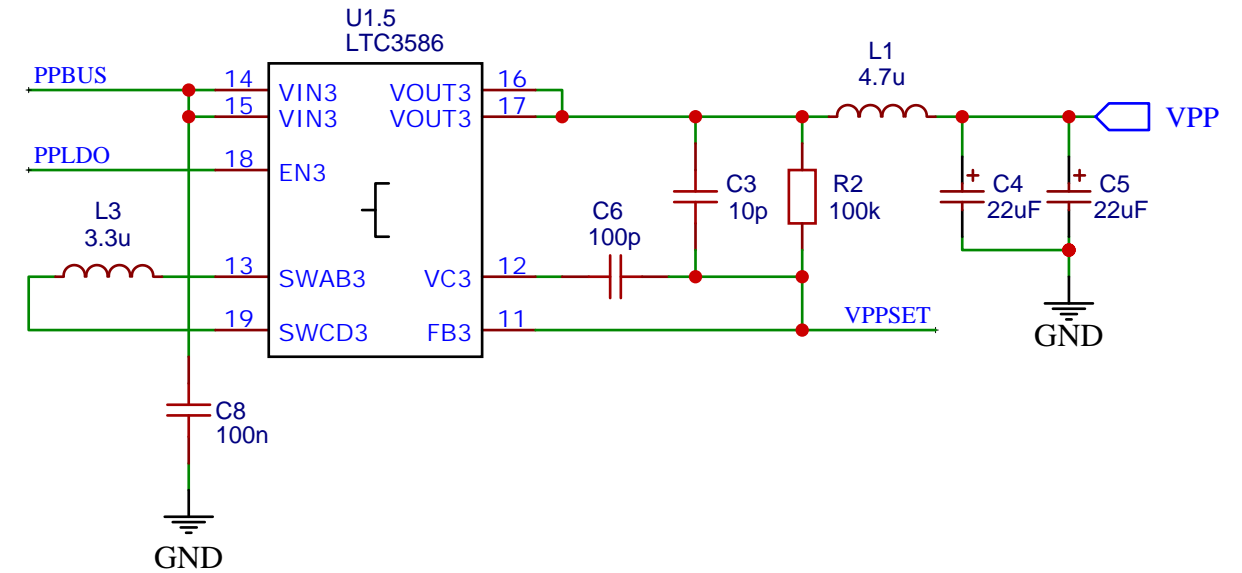 U1.5
LTC3586
L1
4.7u
PPBUS
14
VIN3
VOUT3
16
15
VIN3
VOUT3
17
VPP
PPLDO
18
EN3
C3
10p
R2
100k
C4
22uF
C5
22uF
L3
3.3u
C6
100p
13
SWAB3
VC3
12
19
SWCD3
FB3
11
VPPSET
GND
C8
100n
GND
+
+